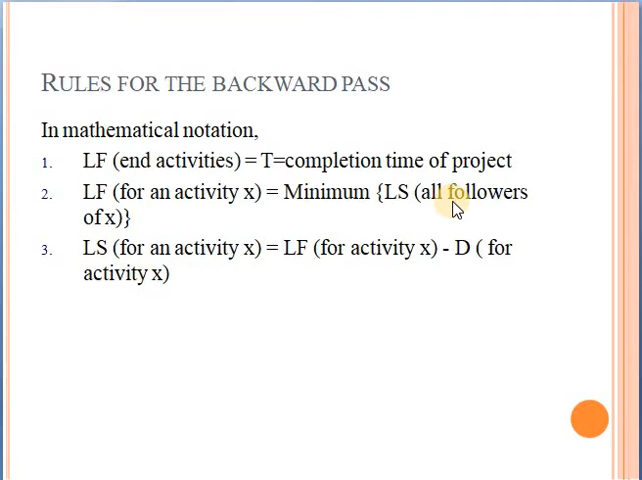 RULES FOR THE BACKWARD PASS
In mathematical notation,
1. LF (end activities) = T=completion time of project
2. LF (for an activity x) = Minimum {LS (all followers
of x)}
3. LS (for an activity x) = LF (for activity x) - D ( for
activity x)